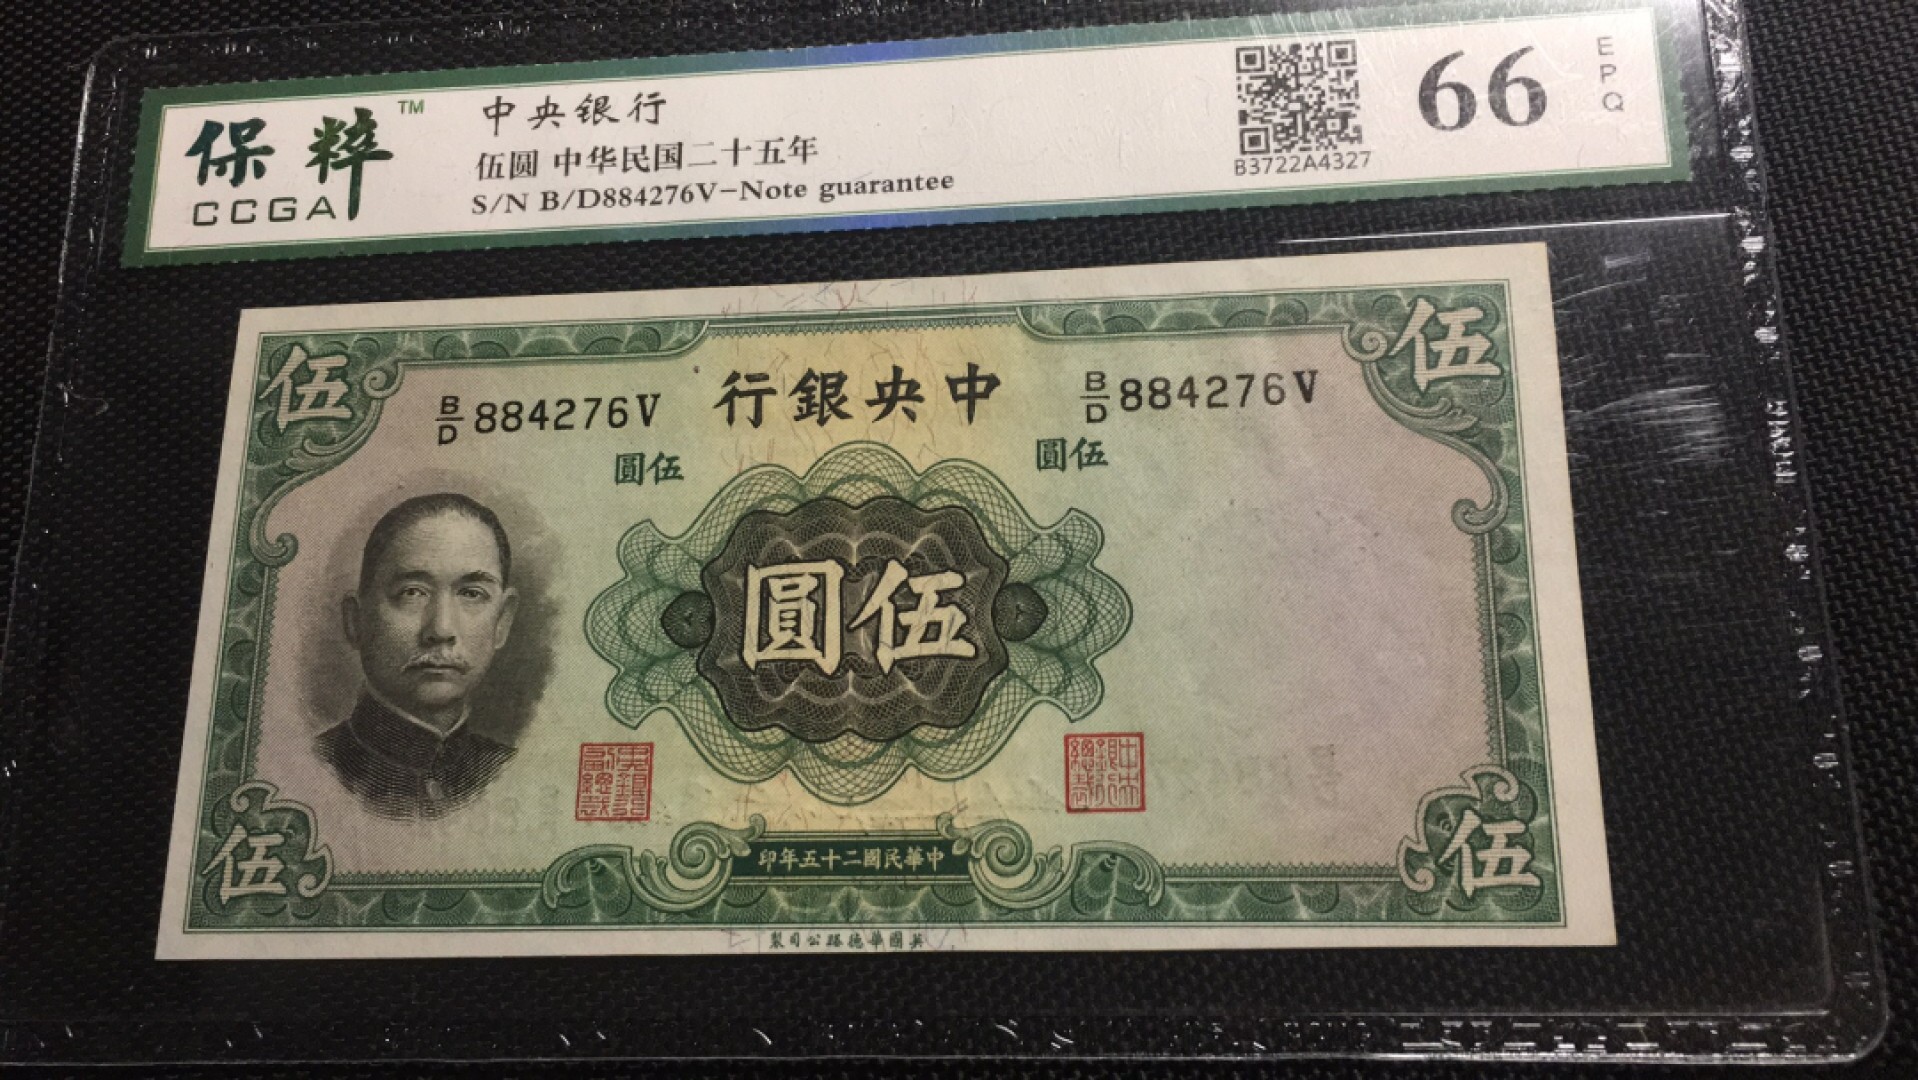 保粹™
CCGA
中央银行
伍圆 中华民国二十五年
S/N B/D884276V-Note guarantee
B3722A4327
66
EPQ
伍
伍
B/D 884276V
行銀央中
B/D 884276V
圓伍
圓伍
圓伍
伍
伍
印年五十二國民華中
製司公路德華國英